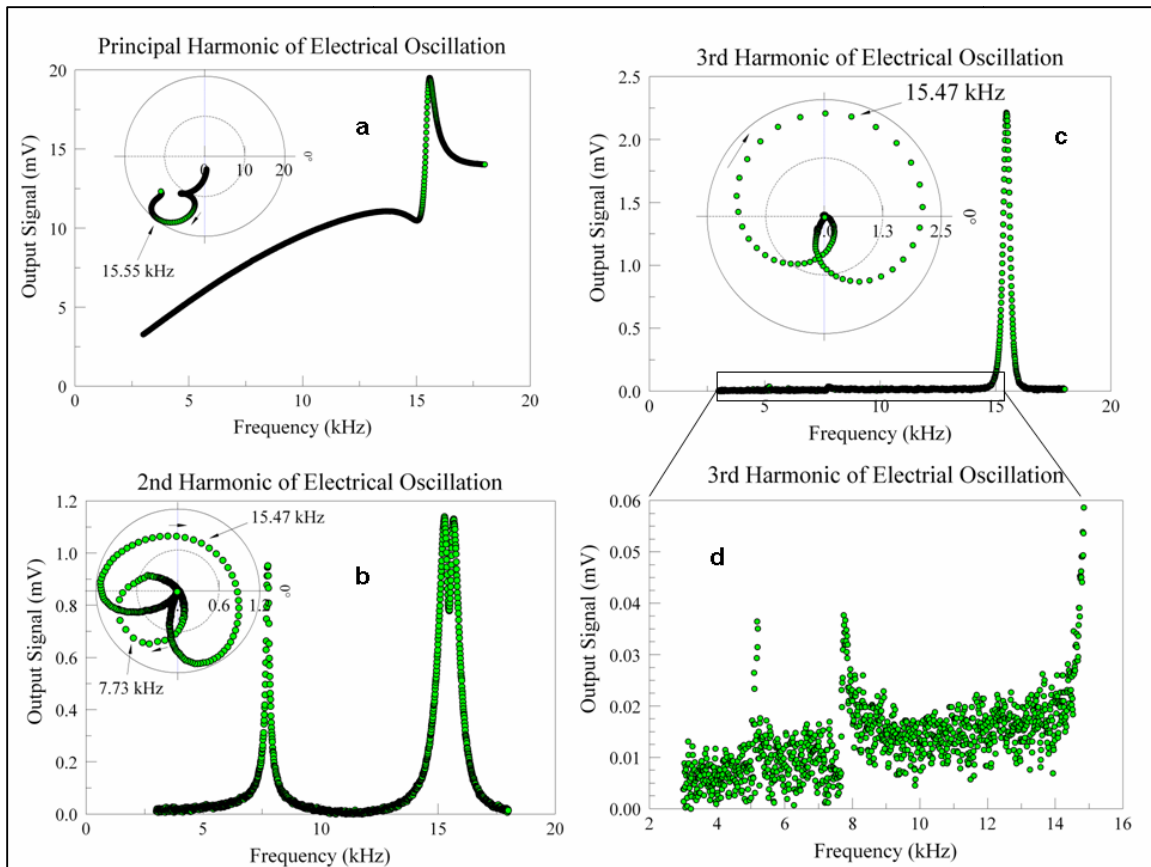 Principal Harmonic of Electrical Oscillation
20
15
10
5
0
Output Signal (mV)
0 5 10 15 20
Frequency (kHz)
a
0 10 20
0°
15.55 kHz
3rd Harmonic of Electrical Oscillation
2.5
2.0
1.5
1.0
0.5
0.0
Output Signal (mV)
0 5 10 15 20
Frequency (kHz)
c
15.47 kHz
1.3 2.5
0°
2nd Harmonic of Electrical Oscillation
1.2
1.0
0.8
0.6
0.4
0.2
0.0
Output Signal (mV)
0 5 10 15 20
Frequency (kHz)
b
15.47 kHz
0.6
0°
7.73 kHz
3rd Harmonic of Electrial Oscillation
0.06
0.05
0.04
0.03
0.02
0.01
0.00
Output Signal (mV)
2 4 6 8 10 12 14 16
Frequency (kHz)
d